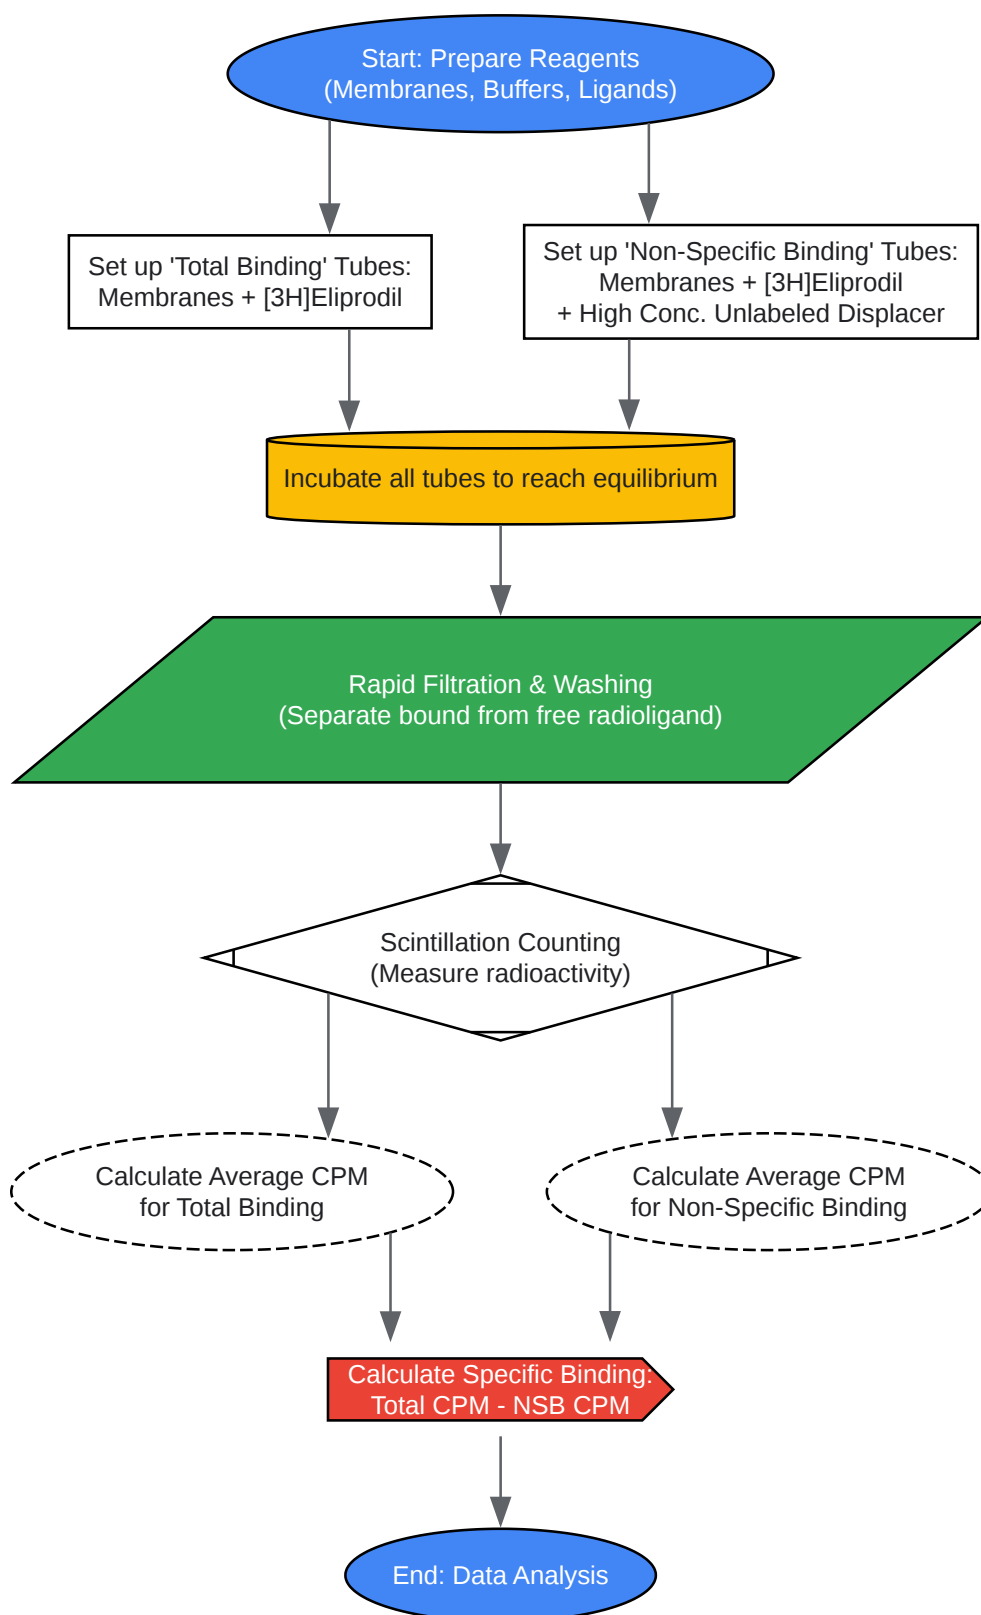 Start: Prepare Reagents
(Membranes, Buffers, Ligands)
Set up 'Total Binding' Tubes:
Membranes + [3H]Eliprodil
Set up 'Non-Specific Binding' Tubes:
Membranes + [3H]Eliprodil
+ High Conc. Unlabeled Displacer
Incubate all tubes to reach equilibrium
Rapid Filtration & Washing
(Separate bound from free radioligand)
Scintillation Counting
(Measure radioactivity)
Calculate Average CPM
for Total Binding
Calculate Average CPM
for Non-Specific Binding
Calculate Specific Binding:
Total CPM - NSB CPM
End: Data Analysis